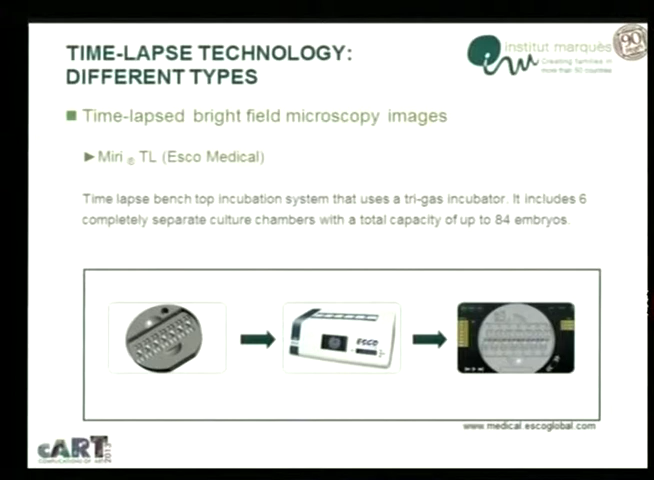 TIME-LAPSE TECHNOLOGY:
DIFFERENT TYPES
institut marquès
Creating families in
more than 50 countries
90
Time-lapsed bright field microscopy images
Miri ® TL (Esco Medical)
Time lapse bench top incubation system that uses a tri-gas incubator. It includes 6
completely separate culture chambers with a total capacity of up to 84 embryos.
ESCO
www.medical.escoglobal.com
cART